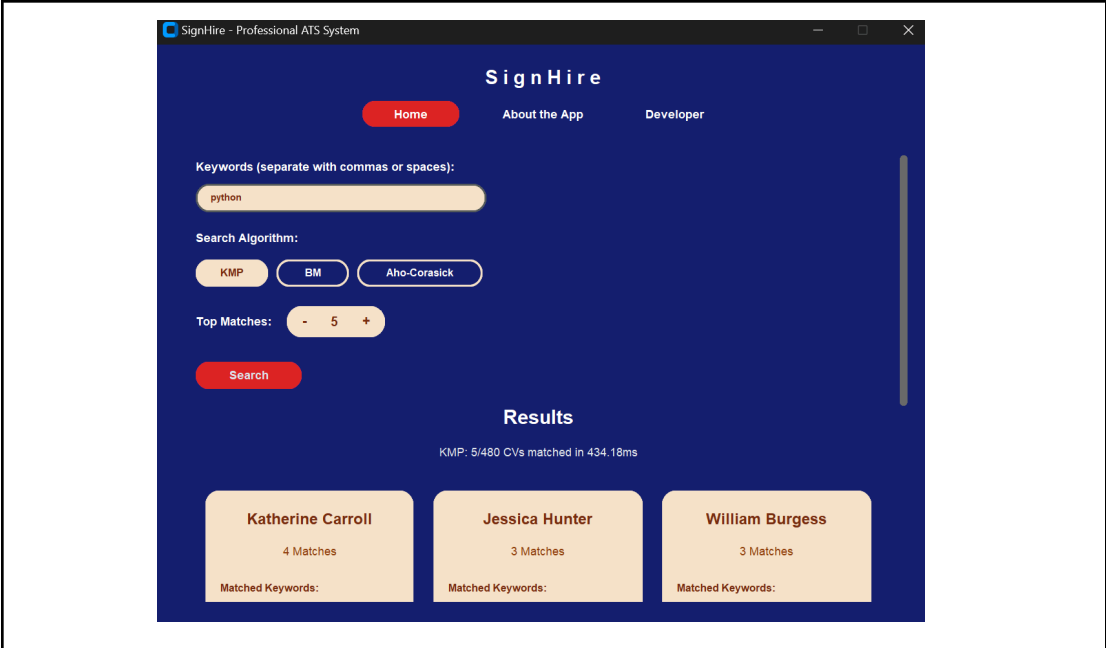 SignHire - Professional ATS System
SignHire
Home About the App Developer
Keywords (separate with commas or spaces):
python
Search Algorithm:
KMP BM Aho-Corasick
Top Matches: - 5 +
Search
Results
KMP: 5/480 CVs matched in 434.18ms
Katherine Carroll Jessica Hunter William Burgess
4 Matches 3 Matches 3 Matches
Matched Keywords: Matched Keywords: Matched Keywords: